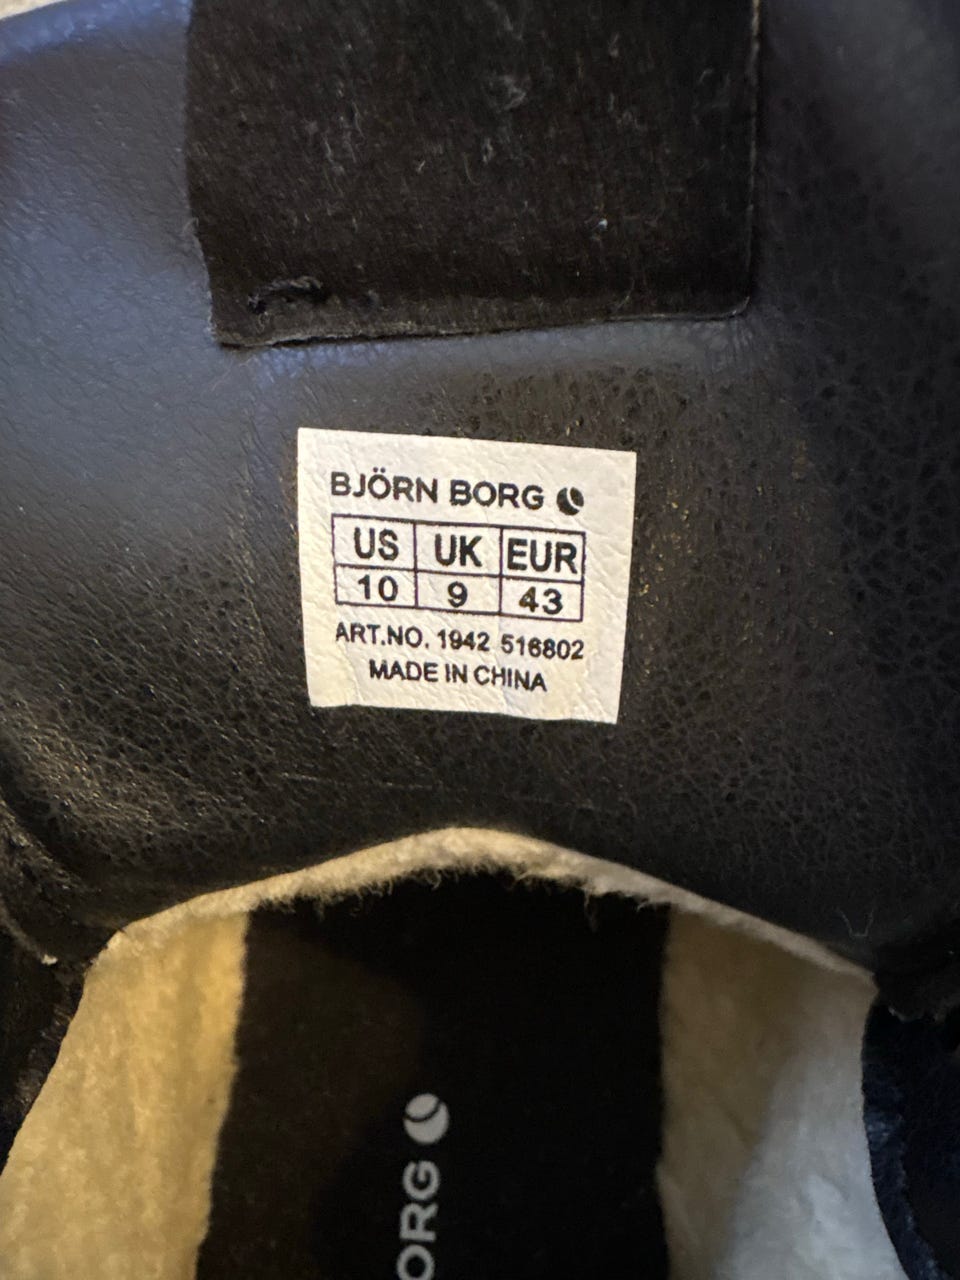 BJÖRN BORG
US UK EUR
10 9 43
ART.NO. 1942 516802
MADE IN CHINA
ORG